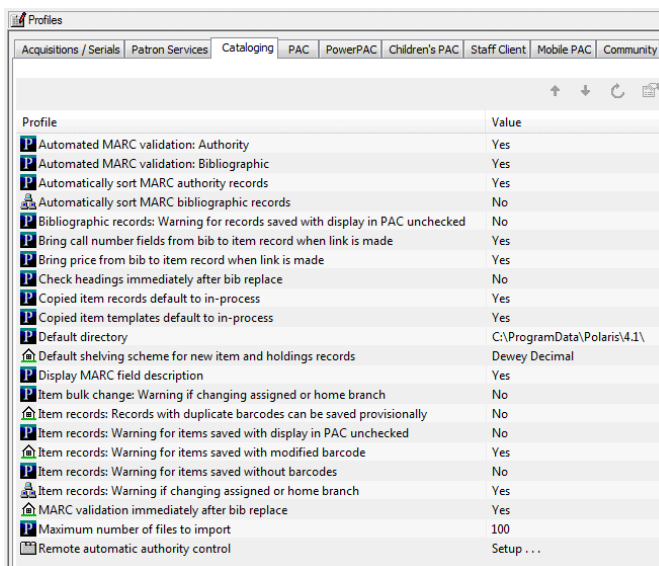 Profiles
Acquisitions / Serials Patron Services Cataloging PAC PowerPAC Children's PAC Staff Client Mobile PAC Community
Profile Value
Automated MARC validation: Authority Yes
Automated MARC validation: Bibliographic Yes
Automatically sort MARC authority records Yes
Automatically sort MARC bibliographic records No
Bibliographic records: Warning for records saved with display in PAC unchecked No
Bring call number fields from bib to item record when link is made Yes
Bring price from bib to item record when link is made Yes
Check headings immediately after bib replace No
Copied item records default to in-process Yes
Copied item templates default to in-process Yes
Default directory C:\ProgramData\Polaris\4.1\
Default shelving scheme for new item and holdings records Dewey Decimal
Display MARC field description Yes
Item bulk change: Warning if changing assigned or home branch No
Item records: Records with duplicate barcodes can be saved provisionally No
Item records: Warning for items saved with display in PAC unchecked No
Item records: Warning for items saved with modified barcode Yes
Item records: Warning for items saved without barcodes No
Item records: Warning if changing assigned or home branch Yes
MARC validation immediately after bib replace Yes
Maximum number of files to import 100
Remote automatic authority control Setup . . .